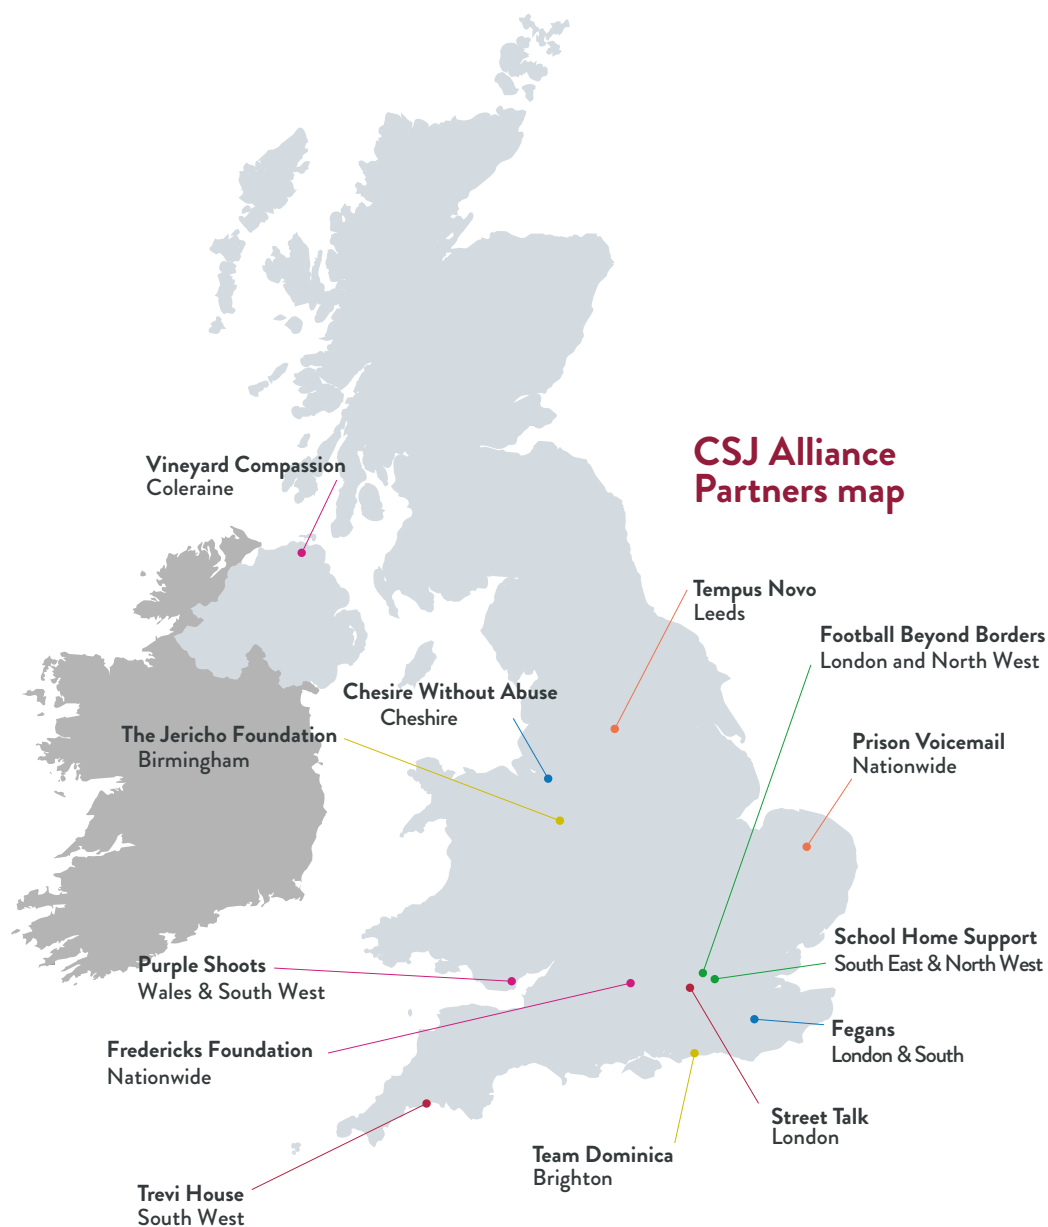 CSJ Alliance
Partners map
Vineyard Compassion
Coleraine
Tempus Novo
Leeds
Football Beyond Borders
London and North West
Chesire Without Abuse
Cheshire
The Jericho Foundation
Birmingham
Prison Voicemail
Nationwide
School Home Support
South East & North West
Purple Shoots
Wales & South West
Fegans
London & South
Fredericks Foundation
Nationwide
Street Talk
London
Team Dominica
Brighton
Trevi House
South West